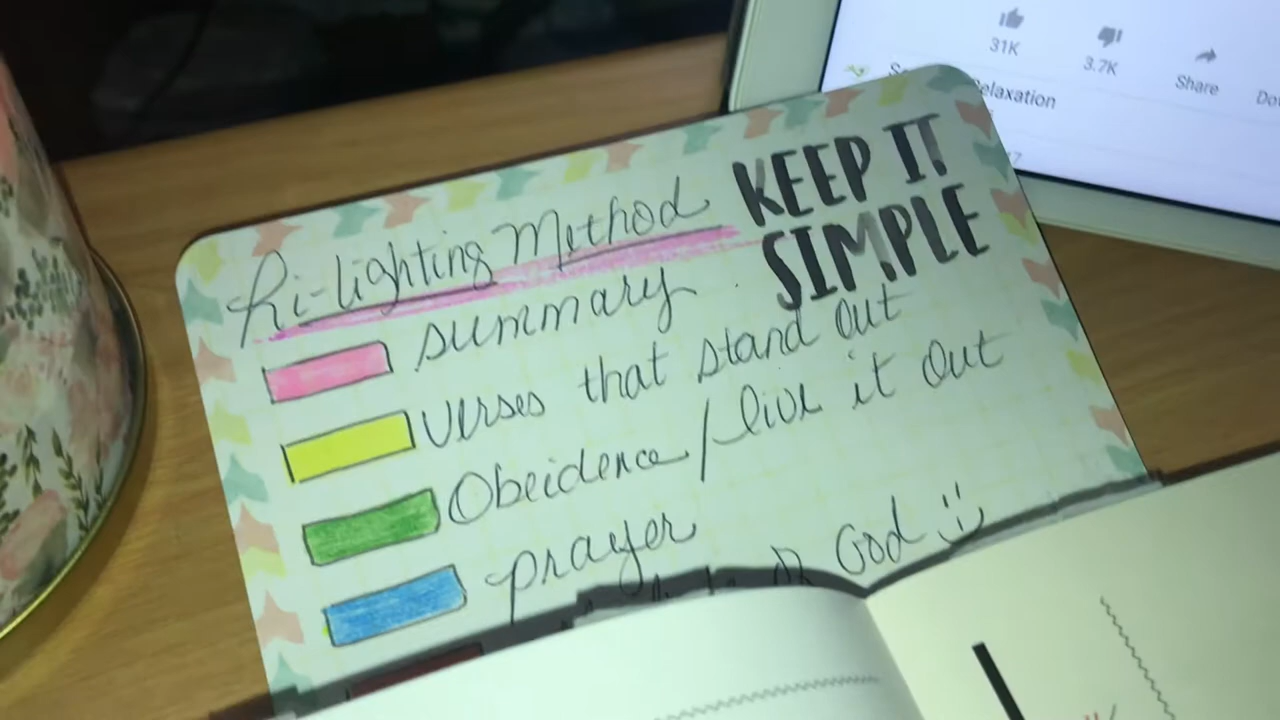 31K
3.7K
Share
elaxation
KEEP IT
SIMPLE
hi-lighting Method
summary
verses that stand out
Obeidence/live it out
prayer
God :)